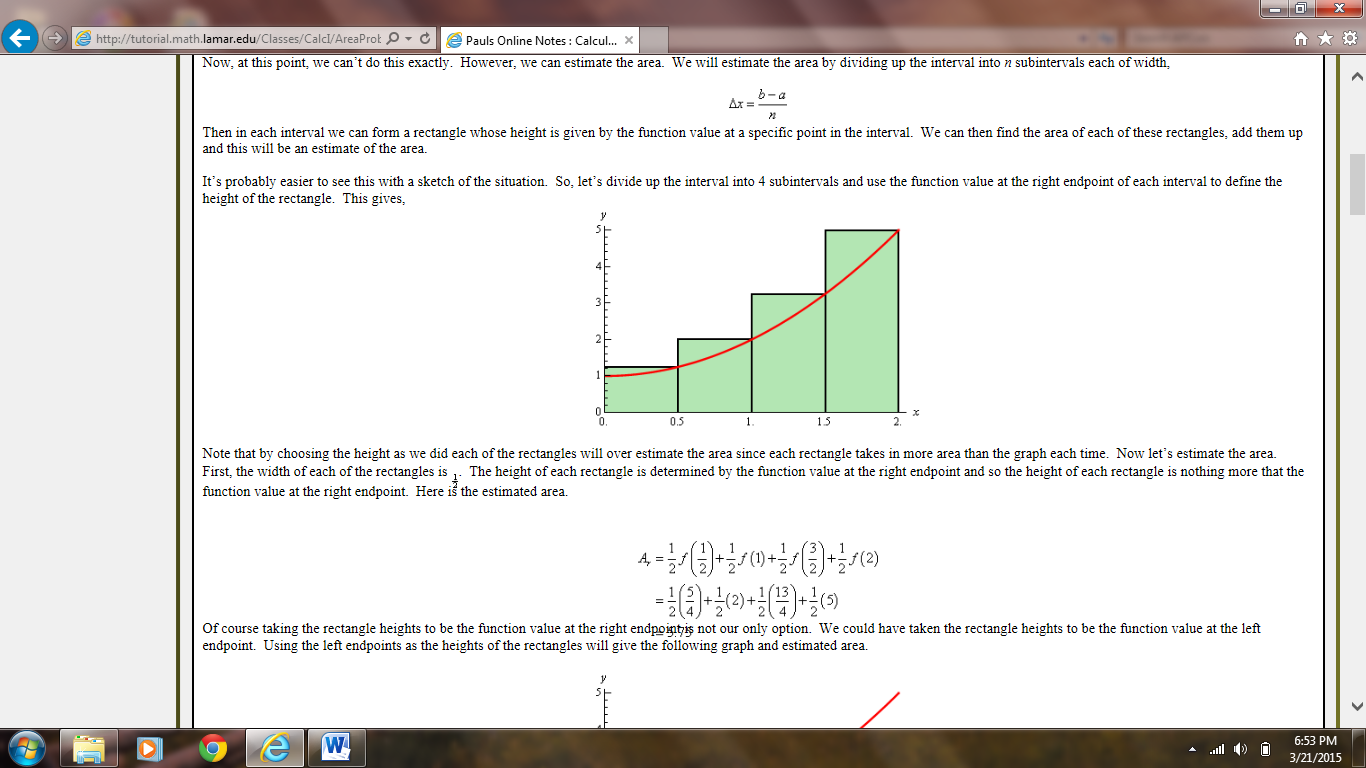 http://tutorial.math.lamar.edu/Classes/CalcI/AreaProb
Pauls Online Notes : Calcul...
Now, at this point, we can't do this exactly. However, we can estimate the area. We will estimate the area by dividing up the interval into n subintervals each of width,
Δx = (b − a)/n
Then in each interval we can form a rectangle whose height is given by the function value at a specific point in the interval. We can then find the area of each of these rectangles, add them up
and this will be an estimate of the area.
It's probably easier to see this with a sketch of the situation. So, let's divide up the interval into 4 subintervals and use the function value at the right endpoint of each interval to define the
height of the rectangle. This gives,
y
5
4
3
2
1
0
0. 0.5 1. 1.5 2. x
Note that by choosing the height as we did each of the rectangles will over estimate the area since each rectangle takes in more area than the graph each time. Now let's estimate the area.
First, the width of each of the rectangles is 1/2. The height of each rectangle is determined by the function value at the right endpoint and so the height of each rectangle is nothing more that the
function value at the right endpoint. Here is the estimated area.
A_r = 1/2 f(1/2) + 1/2 f(1) + 1/2 f(3/2) + 1/2 f(2)
= 1/2 (5/4) + 1/2 (2) + 1/2 (13/4) + 1/2 (5)
= 5.75
Of course taking the rectangle heights to be the function value at the right endpoint is not our only option. We could have taken the rectangle heights to be the function value at the left
endpoint. Using the left endpoints as the heights of the rectangles will give the following graph and estimated area.
y
5
6:53 PM
3/21/2015